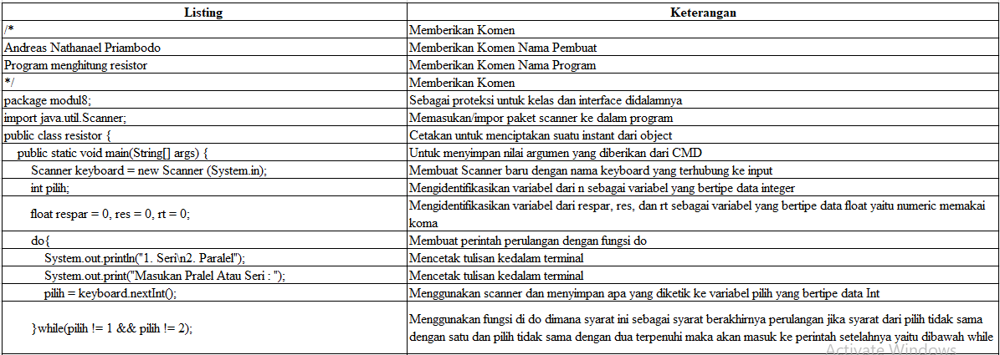 Listing Keterangan
/* Memberikan Komen
Andreas Nathanael Priambodo Memberikan Komen Nama Pembuat
Program menghitung resistor Memberikan Komen Nama Program
*/ Memberikan Komen
package modul8; Sebagai proteksi untuk kelas dan interface didalamnya
import java.util.Scanner; Memasukan/impor paket scanner ke dalam program
public class resistor { Cetakan untuk menciptakan suatu instant dari object
public static void main(String[] args) { Untuk menyimpan nilai argumen yang diberikan dari CMD
Scanner keyboard = new Scanner (System.in); Membuat Scanner baru dengan nama keyboard yang terhubung ke input
int pilih; Mengidentifikasikan variabel dari n sebagai variabel yang bertipe data integer
float respar = 0, res = 0, rt = 0; Mengidentifikasikan variabel dari respar, res, dan rt sebagai variabel yang bertipe data float yaitu numeric memakai
koma
do{ Membuat perintah perulangan dengan fungsi do
System.out.println("1. Seri\n2. Paralel"); Mencetak tulisan kedalam terminal
System.out.print("Masukan Pralel Atau Seri : "); Mencetak tulisan kedalam terminal
pilih = keyboard.nextInt(); Menggunakan scanner dan menyimpan apa yang diketik ke variabel pilih yang bertipe data Int
}while(pilih != 1 && pilih != 2); Menggunakan fungsi di do dimana syarat ini sebagai syarat berakhirnya perulangan jika syarat dari pilih tidak sama
dengan satu dan pilih tidak sama dengan dua terpenuhi maka akan masuk ke perintah setelahnya yaitu dibawah while
Activate Windows